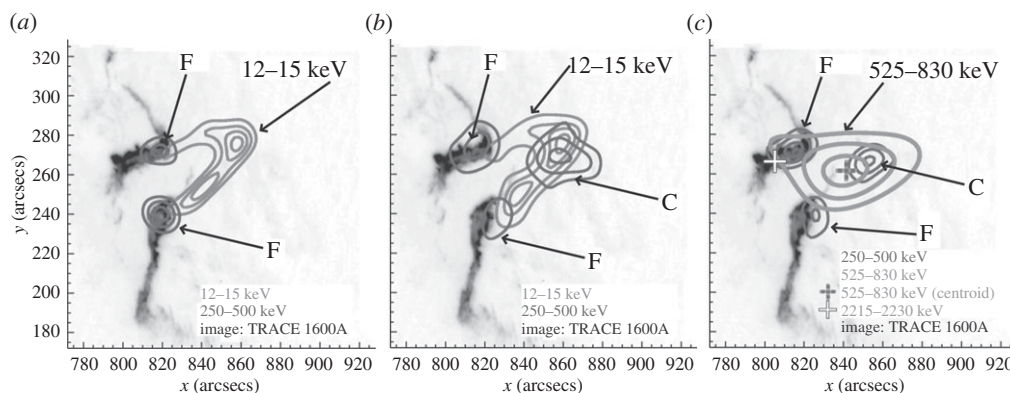 (a)
(b)
(c)
320
300
280
260
240
220
200
180
y (arcsecs)
F
12–15 keV
F
12–15 keV
250–500 keV
image: TRACE 1600A
780 800 820 840 860 880 900 920
x (arcsecs)
F
12–15 keV
C
F
12–15 keV
250–500 keV
image: TRACE 1600A
780 800 820 840 860 880 900 920
x (arcsecs)
F
525–830 keV
C
F
250–500 keV
525–830 keV
525–830 keV (centroid)
2215–2230 keV
image: TRACE 1600A
780 800 820 840 860 880 900 920
x (arcsecs)